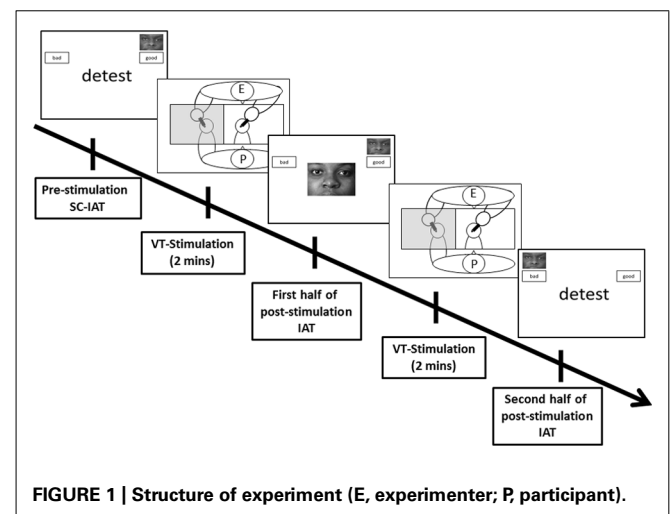 bad
good
detest
E
P
bad
good
E
P
bad
good
detest
Pre-stimulation
SC-IAT
VT-Stimulation
(2 mins)
First half of
post-stimulation
IAT
VT-Stimulation
(2 mins)
Second half of
post-stimulation
IAT
FIGURE 1 | Structure of experiment (E, experimenter; P, participant).